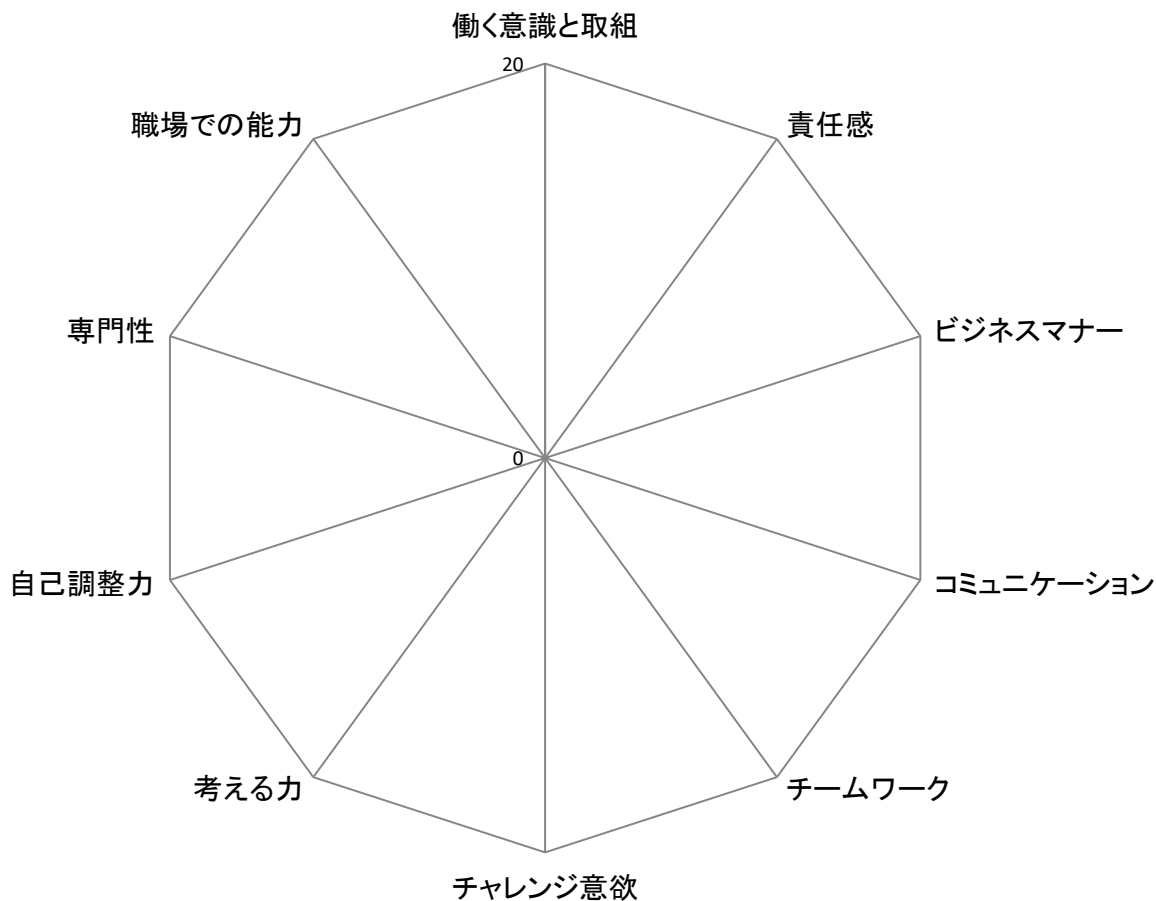 働く意識と取組
20
責任感
ビジネスマナー
コミュニケーション
チームワーク
チャレンジ意欲
考える力
自己調整力
専門性
職場での能力
0